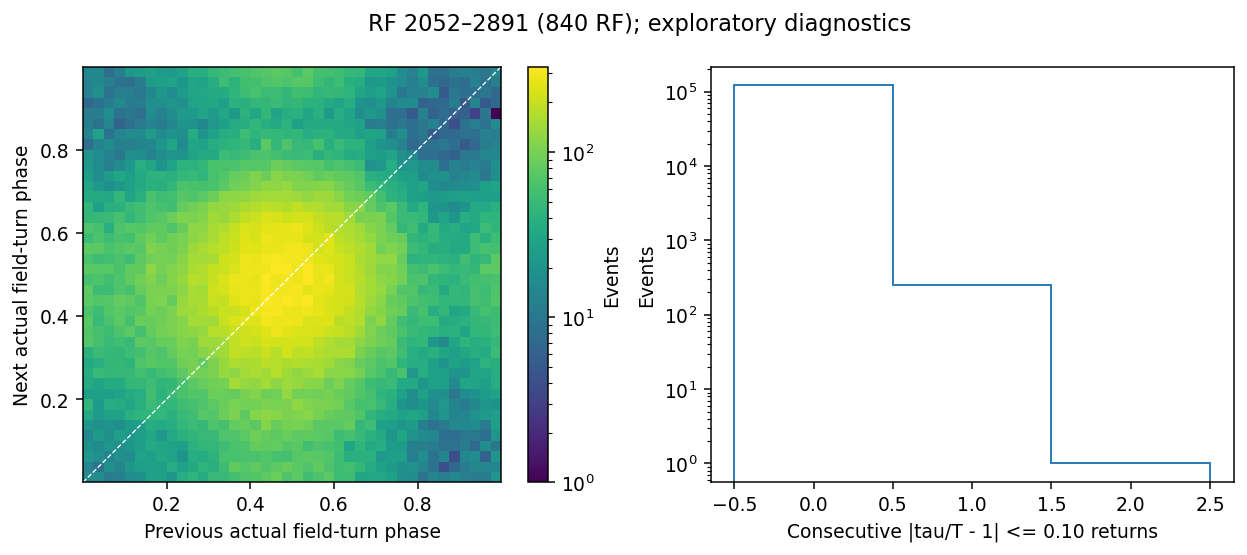 RF 2052–2891 (840 RF); exploratory diagnostics
Next actual field-turn phase
0.8
0.6
0.4
0.2
0.2 0.4 0.6 0.8
Previous actual field-turn phase
10²
10¹
10⁰
Events
Events
10⁵
10⁴
10³
10²
10¹
10⁰
−0.5 0.0 0.5 1.0 1.5 2.0 2.5
Consecutive |tau/T - 1| <= 0.10 returns